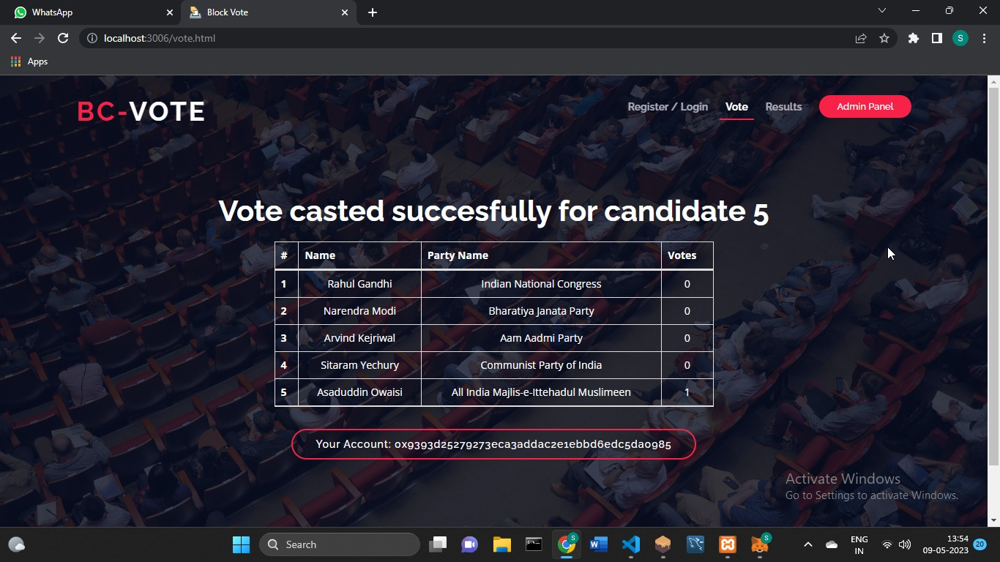 WhatsApp
Block Vote
localhost:3006/vote.html
S
Apps
BC-VOTE
Register / Login
Vote
Results
Admin Panel
Vote casted succesfully for candidate 5
# Name Party Name Votes
1 Rahul Gandhi Indian National Congress 0
2 Narendra Modi Bharatiya Janata Party 0
3 Arvind Kejriwal Aam Aadmi Party 0
4 Sitaram Yechury Communist Party of India 0
5 Asaduddin Owaisi All India Majlis-e-Ittehadul Muslimeen 1
Your Account: 0x9393d25279273eca3addac2e1ebbd6edc5da0985
Activate Windows
Go to Settings to activate Windows.
Search
S
W
S
ENG
IN
13:54
09-05-2023
20